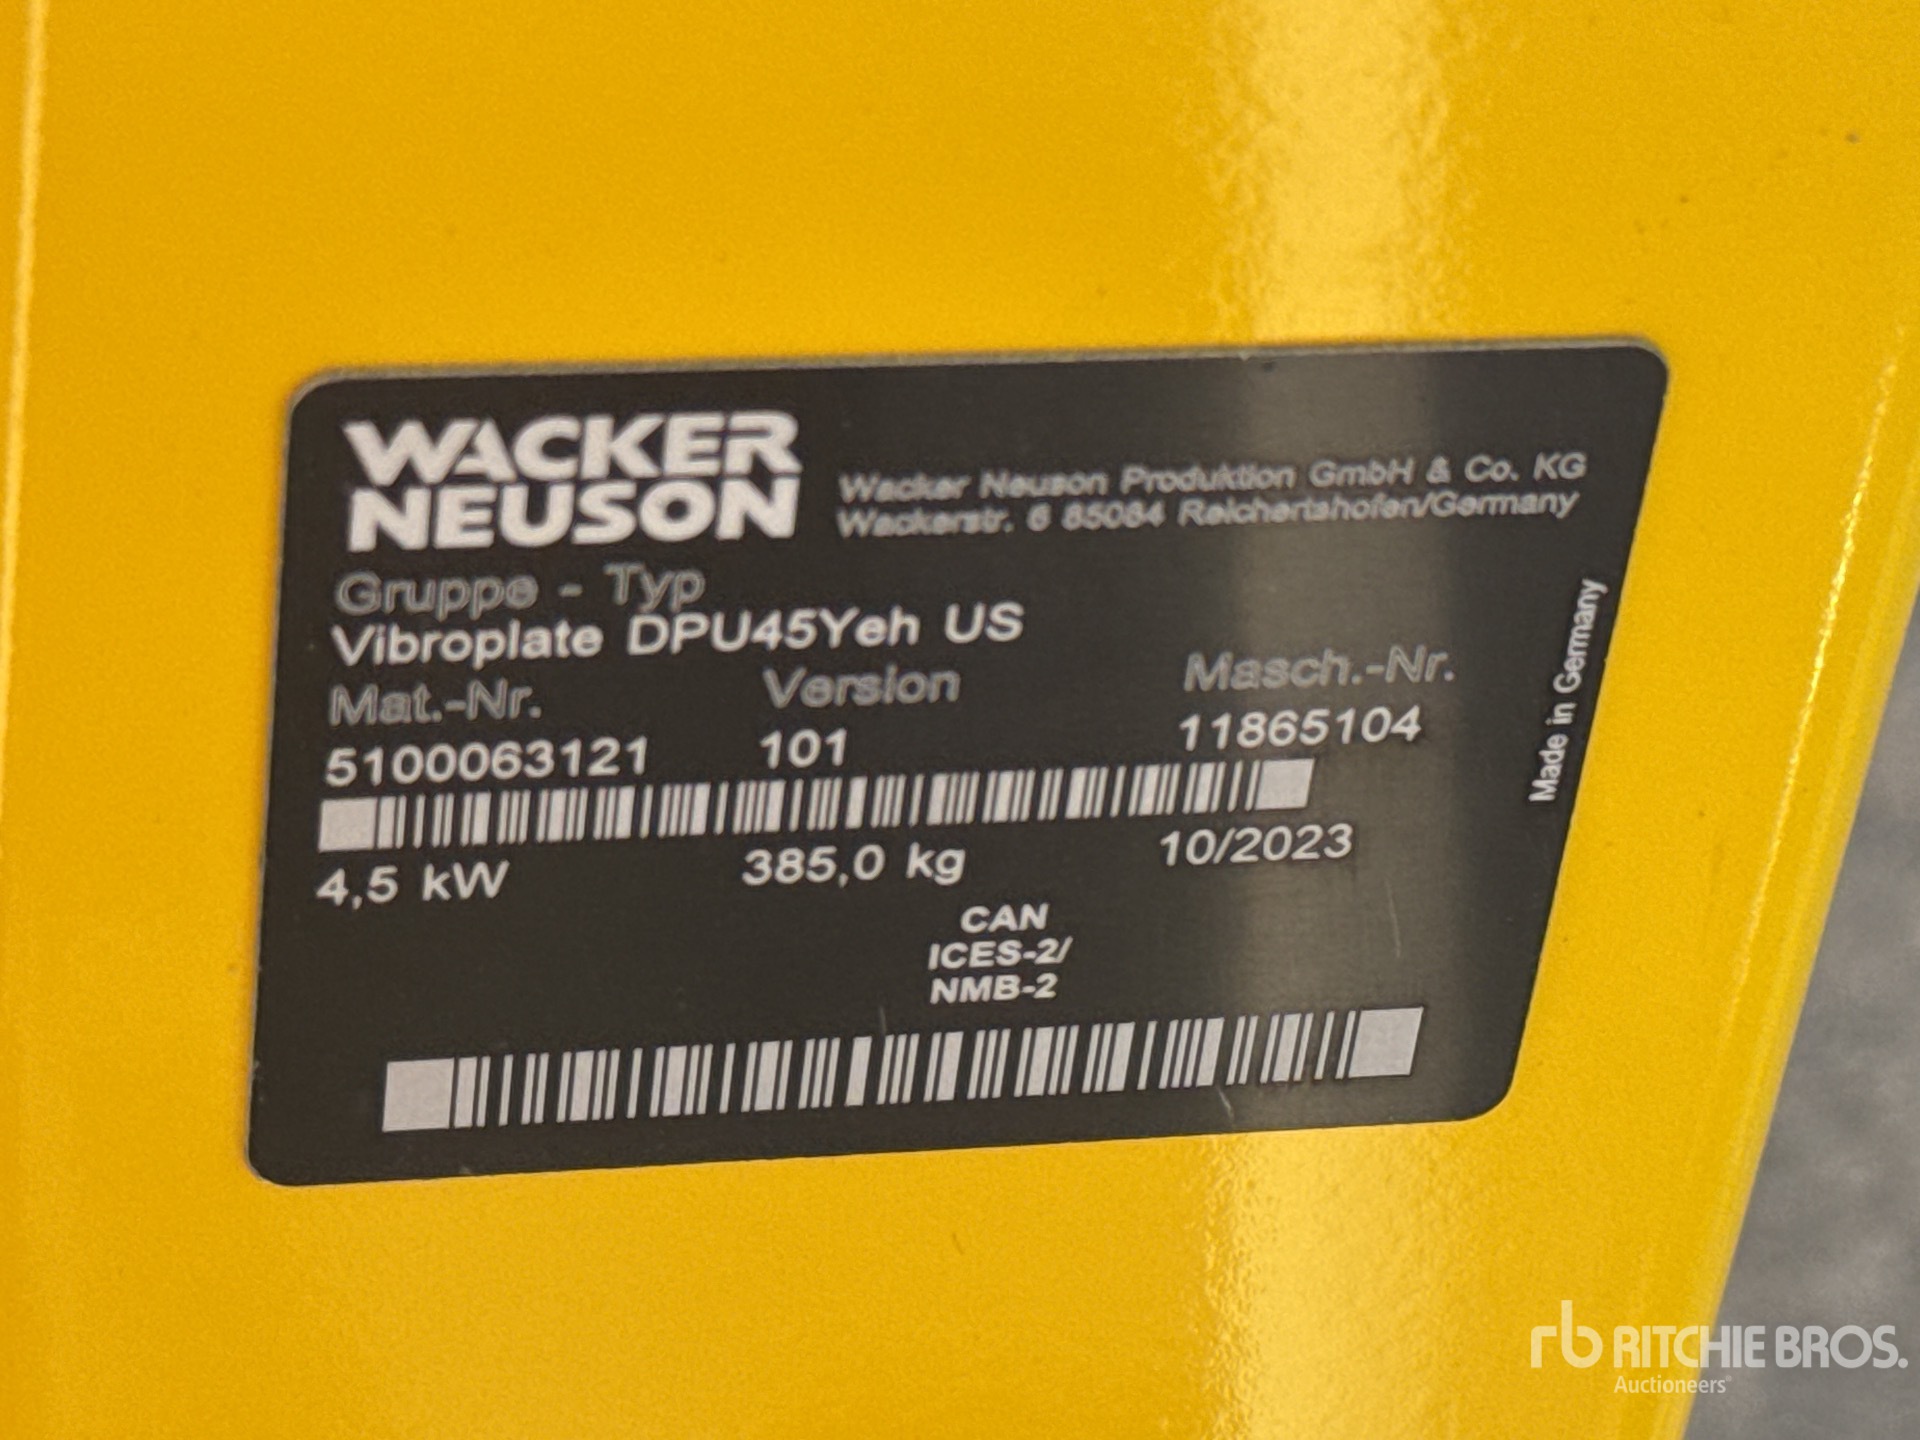 WACKER
NEUSON
Wacker Neuson Produktion GmbH & Co. KG
Wackerstr. 6 85084 Reichertshofen/Germany
Gruppe - Typ
Vibroplate DPU45Yeh US
Mat.-Nr. Version Masch.-Nr.
5100063121 101 11865104
4,5 kW 385,0 kg 10/2023
CAN
ICES-2/
NMB-2
Made in Germany
rb RITCHIE BROS.
Auctioneers